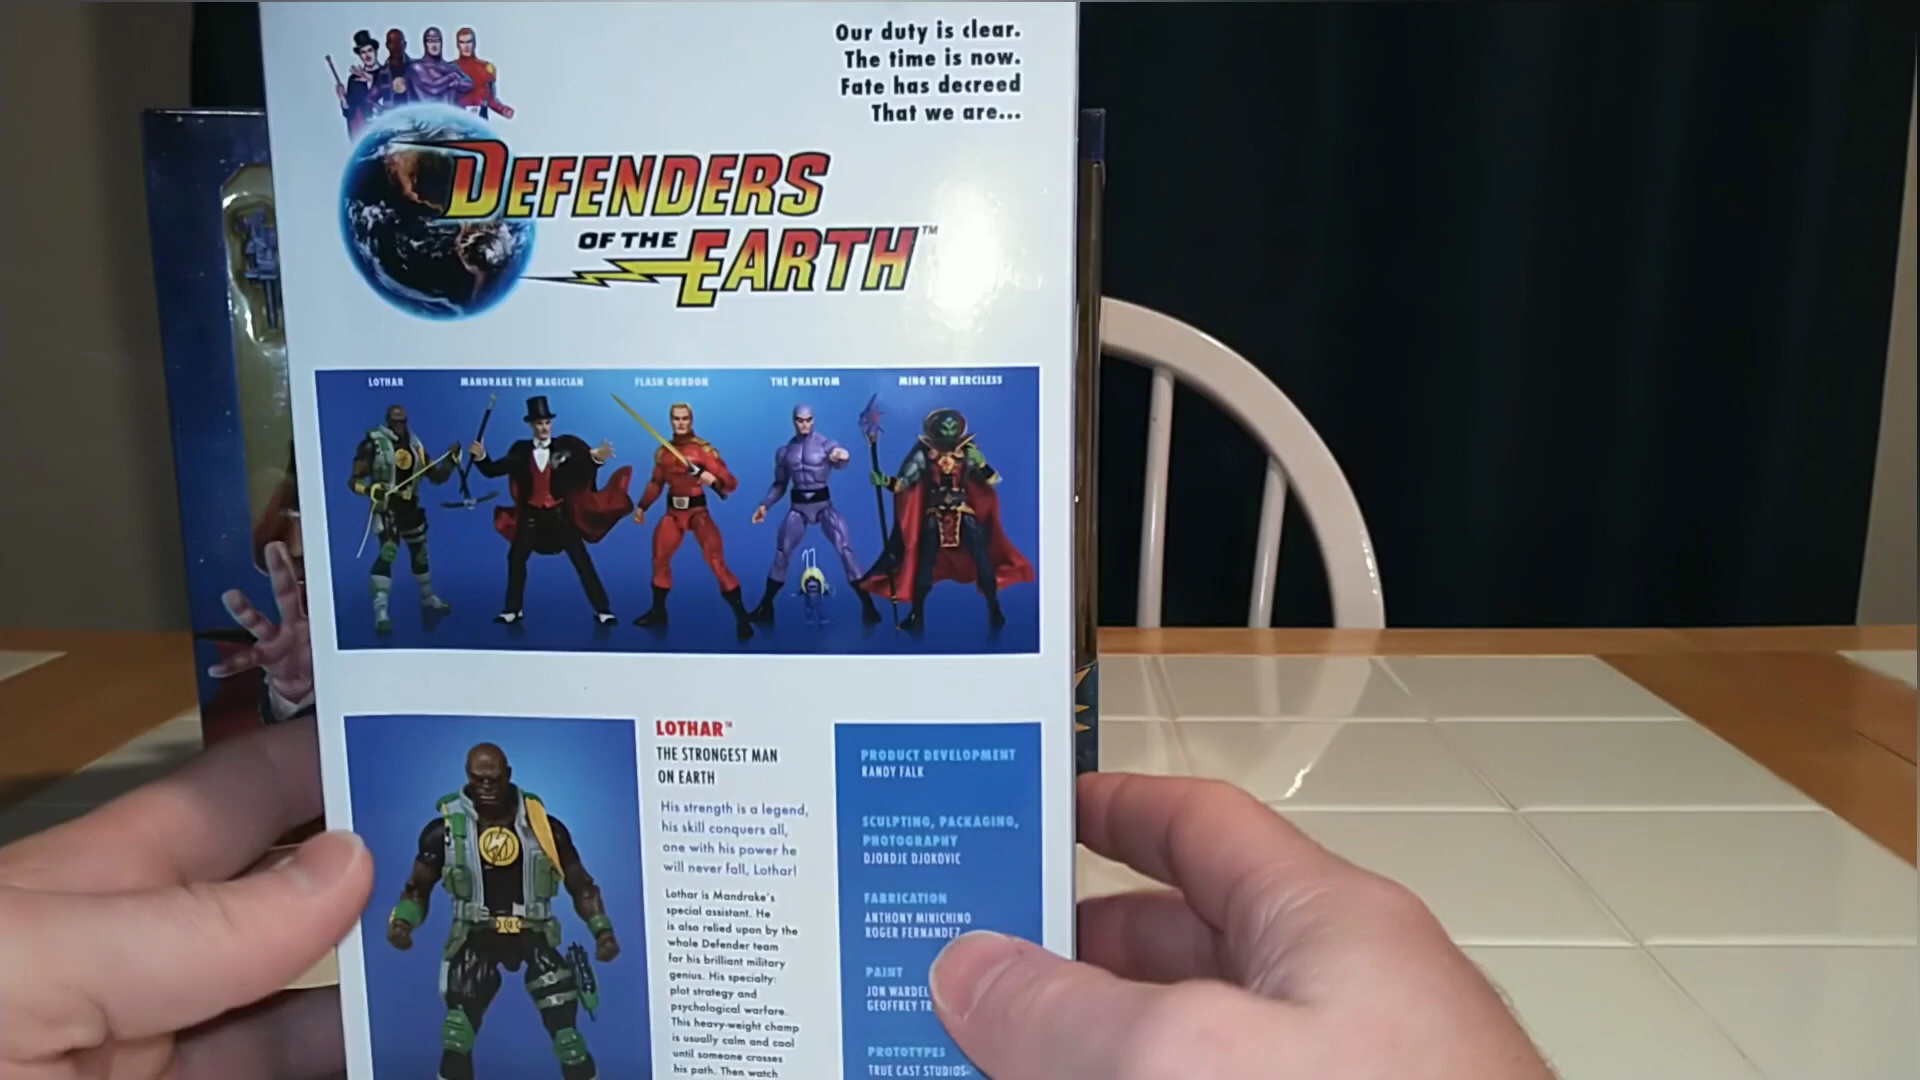 Our duty is clear.
The time is now.
Fate has decreed
That we are...
DEFENDERS
OF THE EARTH™
LOTHAR
MANDRAKE THE MAGICIAN
FLASH GORDON
THE PHANTOM
MING THE MERCILESS
LOTHAR™
THE STRONGEST MAN
ON EARTH
His strength is a legend,
his skill conquers all,
one with his power he
will never fall, Lothar!
Lothar is Mandrake's
special assistant. He
is also relied upon by the
whole Defender team
for his brilliant military
genius. His specialty:
plot strategy and
psychological warfare.
This heavy-weight champ
is usually calm and cool
until someone crosses
his path. Then watch
PRODUCT DEVELOPMENT
RANDY FALK
SCULPTING, PACKAGING,
PHOTOGRAPHY
DJORDJE DJOKOVIC
FABRICATION
ANTHONY MINICHINO
ROGER FERNANDEZ
PAINT
JON WARDEL
GEOFFREY TR
PROTOTYPES
TRUE CAST STUDIOS-